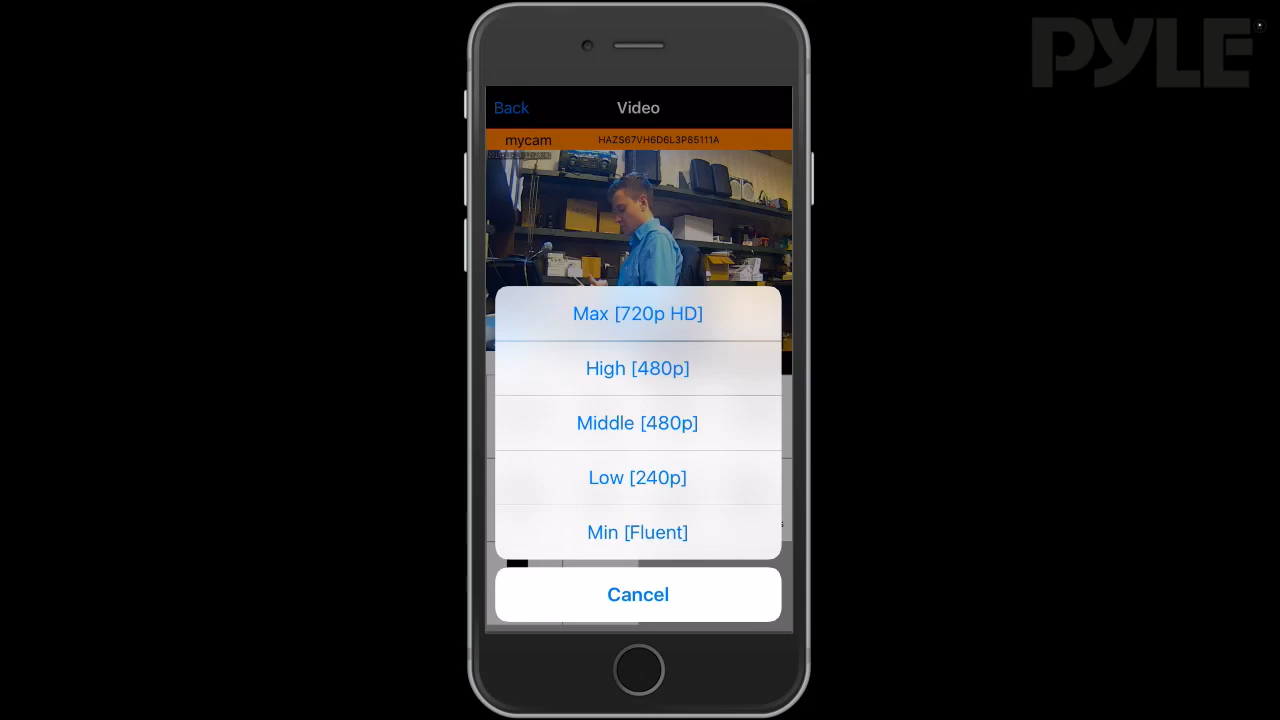 PYLE
Back
Video
mycam
HAZS67VH6D6L3P85111A
Max [720p HD]
High [480p]
Middle [480p]
Low [240p]
Min [Fluent]
Cancel